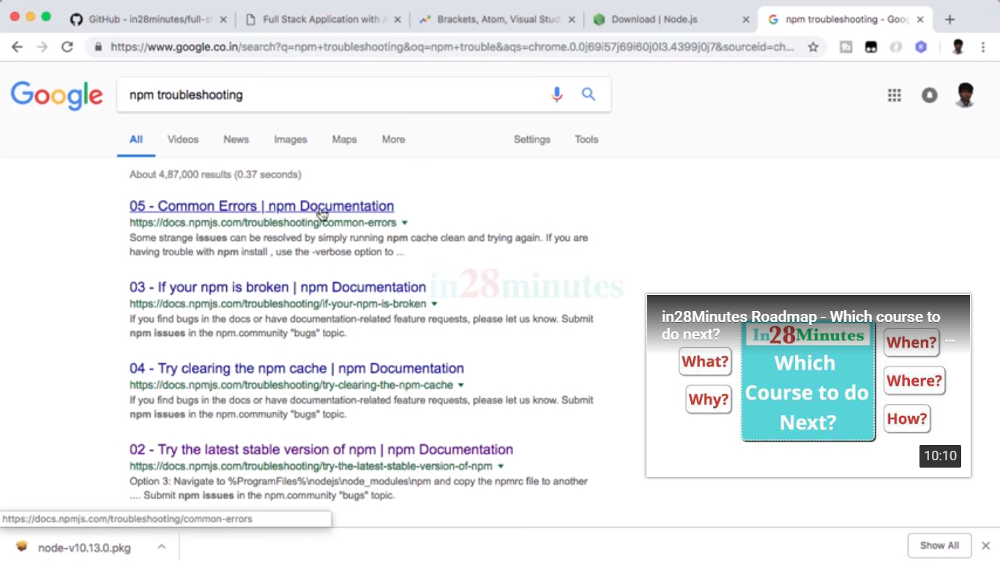 GitHub - in28minutes/full-st
Full Stack Application with A
Brackets, Atom, Visual Stud
Download | Node.js
npm troubleshooting - Goog
https://www.google.co.in/search?q=npm+troubleshooting&oq=npm+trouble&aqs=chrome.0.0j69i57j69i60j0l3.4399j0j7&sourceid=ch...
Google
npm troubleshooting
All Videos News Images Maps More Settings Tools
About 4,87,000 results (0.37 seconds)
05 - Common Errors | npm Documentation
https://docs.npmjs.com/troubleshooting/common-errors
Some strange issues can be resolved by simply running npm cache clean and trying again. If you are
having trouble with npm install , use the -verbose option to ...
03 - If your npm is broken | npm Documentation
https://docs.npmjs.com/troubleshooting/if-your-npm-is-broken
If you find bugs in the docs or have documentation-related feature requests, please let us know. Submit
npm issues in the npm.community "bugs" topic.
04 - Try clearing the npm cache | npm Documentation
https://docs.npmjs.com/troubleshooting/try-clearing-the-npm-cache
If you find bugs in the docs or have documentation-related feature requests, please let us know. Submit
npm issues in the npm.community "bugs" topic.
02 - Try the latest stable version of npm | npm Documentation
https://docs.npmjs.com/troubleshooting/try-the-latest-stable-version-of-npm
Option 3: Navigate to %ProgramFiles%\nodejs\node_modules\npm and copy the npmrc file to another
.... Submit npm issues in the npm.community "bugs" topic.
in28minutes
in28Minutes Roadmap - Which course to
do next? ...
In28Minutes
What?
Why?
Which
Course to do
Next?
When?
Where?
How?
10:10
https://docs.npmjs.com/troubleshooting/common-errors
node-v10.13.0.pkg
Show All